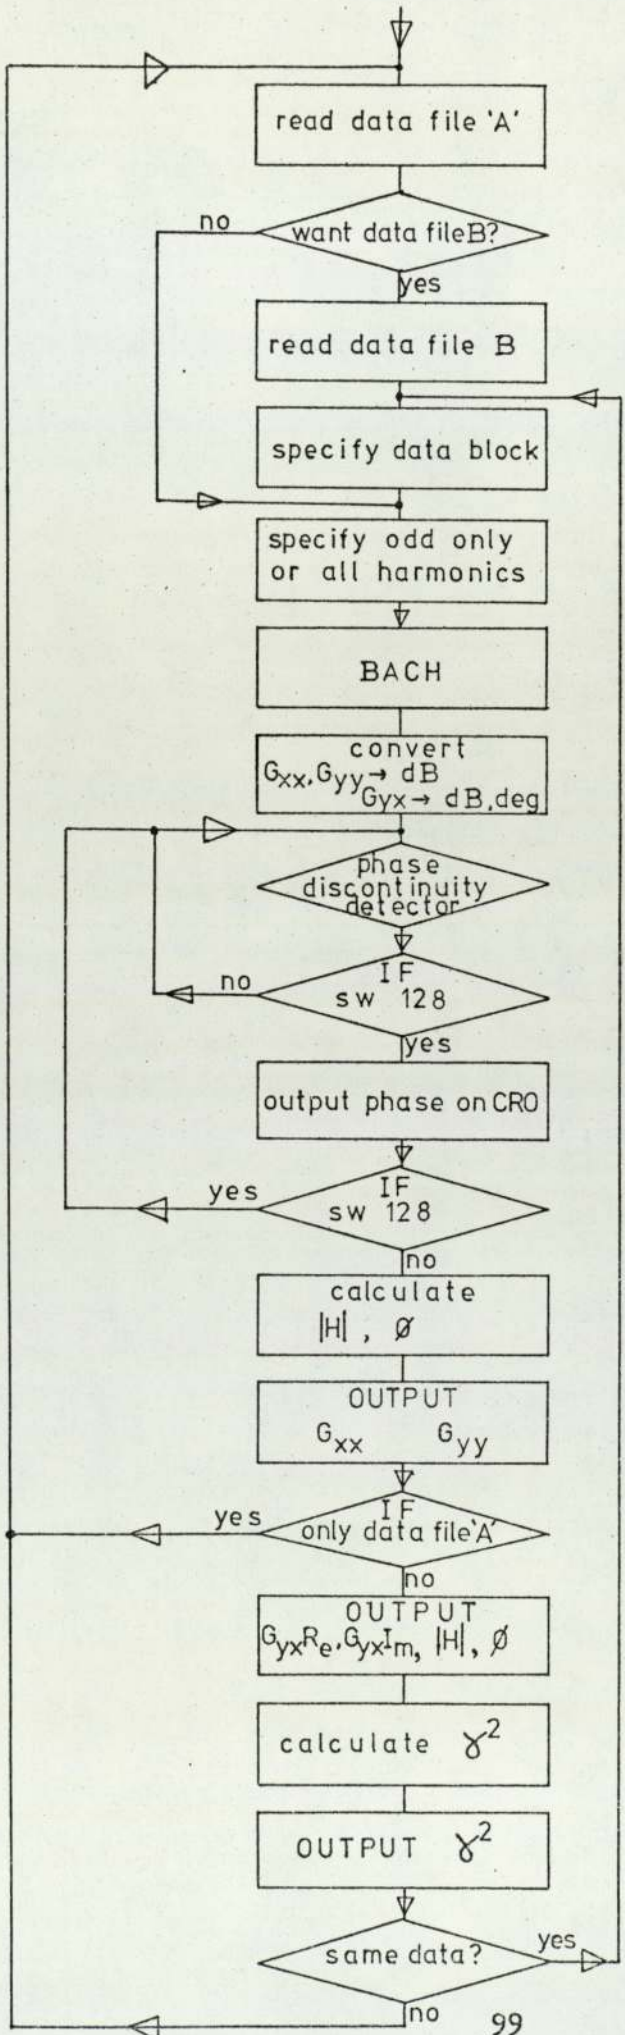 read data file 'A'
no
want data file B?
yes
read data file B
specify data block
specify odd only
or all harmonics
BACH
convert
Gxx, Gyy → dB
Gyx → dB, deg
phase
discontinuity
detector
IF
no
sw 128
yes
output phase on CRO
IF
yes
sw 128
no
calculate
|H| , Ø
OUTPUT
Gxx Gyy
IF
yes
only data file 'A'
no
OUTPUT
GyxRe, GyxIm, |H|, Ø
calculate γ²
OUTPUT γ²
same data?
yes
no
99